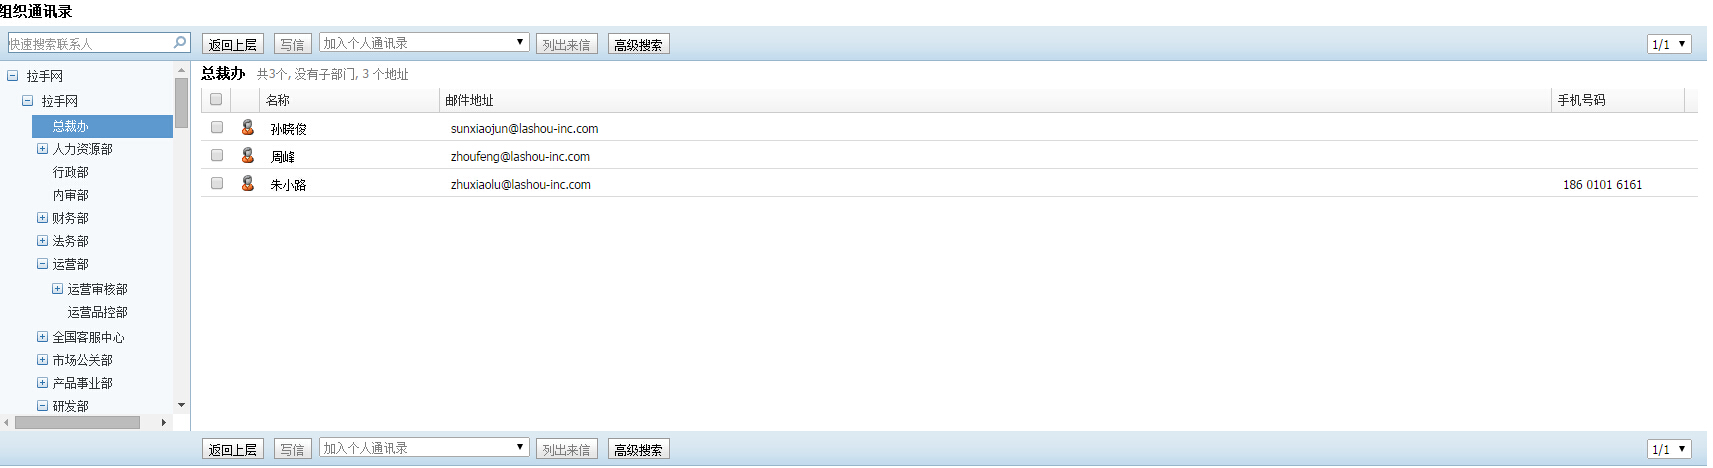 组织通讯录
快速搜索联系人
返回上层 写信 加入个人通讯录 列出来信 高级搜索 1/1
拉手网
拉手网
总裁办
人力资源部
行政部
内审部
财务部
法务部
运营部
运营审核部
运营品控部
全国客服中心
市场公关部
产品事业部
研发部
总裁办 共3个, 没有子部门, 3 个地址
名称 邮件地址 手机号码
孙晓俊 sunxiaojun@lashou-inc.com
周峰 zhoufeng@lashou-inc.com
朱小路 zhuxiaolu@lashou-inc.com 186 0101 6161
返回上层 写信 加入个人通讯录 列出来信 高级搜索 1/1